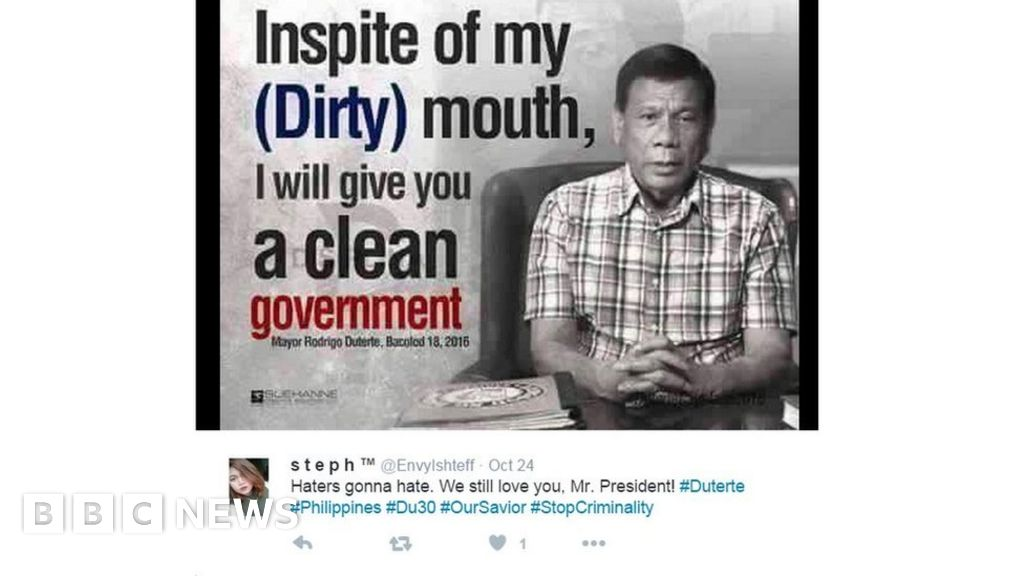 Inspite of my
(Dirty) mouth,
I will give you
a clean
government
Mayor Rodrigo Duterte, Bacolod 18, 2016
SUEHANNE
s t e p h ™ @EnvyIshteff · Oct 24
Haters gonna hate. We still love you, Mr. President! #Duterte
#Philippines #Du30 #OurSavior #StopCriminality
BBC NEWS
1